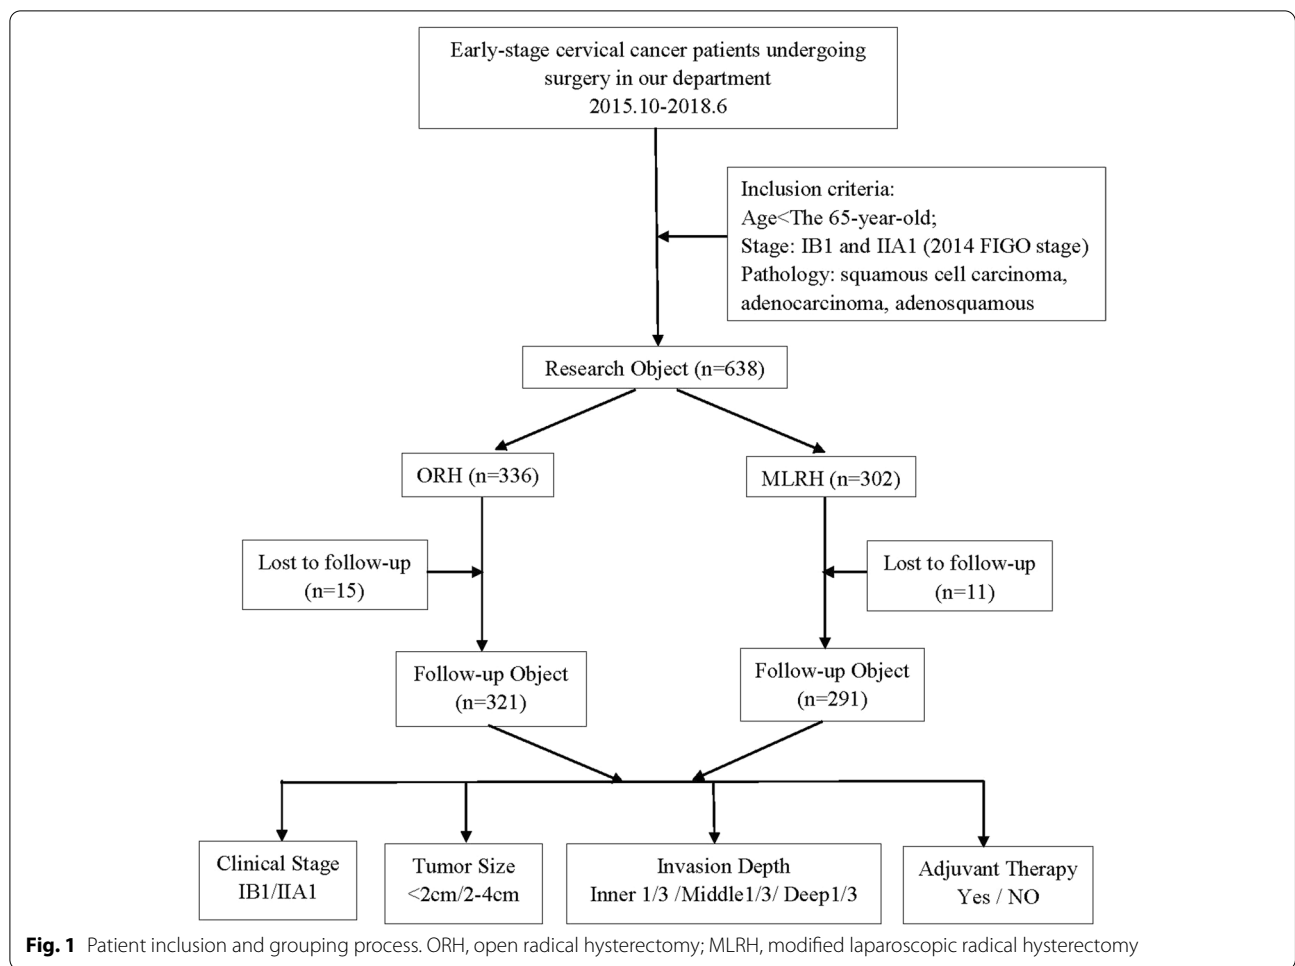 Early-stage cervical cancer patients undergoing
surgery in our department
2015.10-2018.6
Inclusion criteria:
Age<The 65-year-old;
Stage: IB1 and IIA1 (2014 FIGO stage)
Pathology: squamous cell carcinoma,
adenocarcinoma, adenosquamous
Research Object (n=638)
ORH (n=336)
MLRH (n=302)
Lost to follow-up
(n=15)
Lost to follow-up
(n=11)
Follow-up Object
(n=321)
Follow-up Object
(n=291)
Clinical Stage
IB1/IIA1
Tumor Size
<2cm/2-4cm
Invasion Depth
Inner 1/3 /Middle1/3/ Deep1/3
Adjuvant Therapy
Yes / NO
Fig. 1 Patient inclusion and grouping process. ORH, open radical hysterectomy; MLRH, modified laparoscopic radical hysterectomy